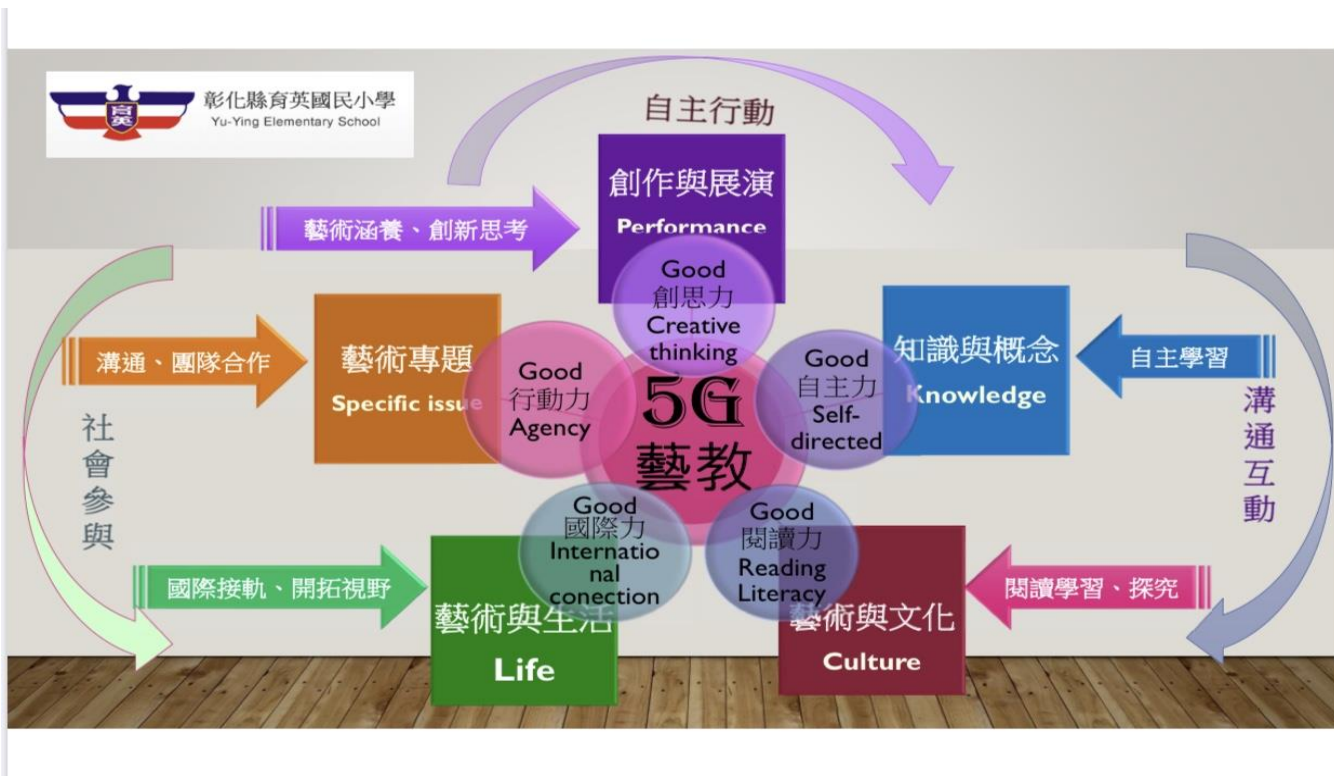 彰化縣育英國民小學
Yu-Ying Elementary School
育英
自主行動
創作與展演
Performance
藝術涵養、創新思考
Good
創思力
Creative
thinking
溝通、團隊合作
藝術專題
Specific issue
Good
行動力
Agency
5G
藝教
Good
自主力
Self-
directed
知識與概念
Knowledge
自主學習
社會參與
溝通互動
國際接軌、開拓視野
Good
國際力
Internatio
nal
conection
藝術與生活
Life
Good
閱讀力
Reading
Literacy
藝術與文化
Culture
閱讀學習、探究